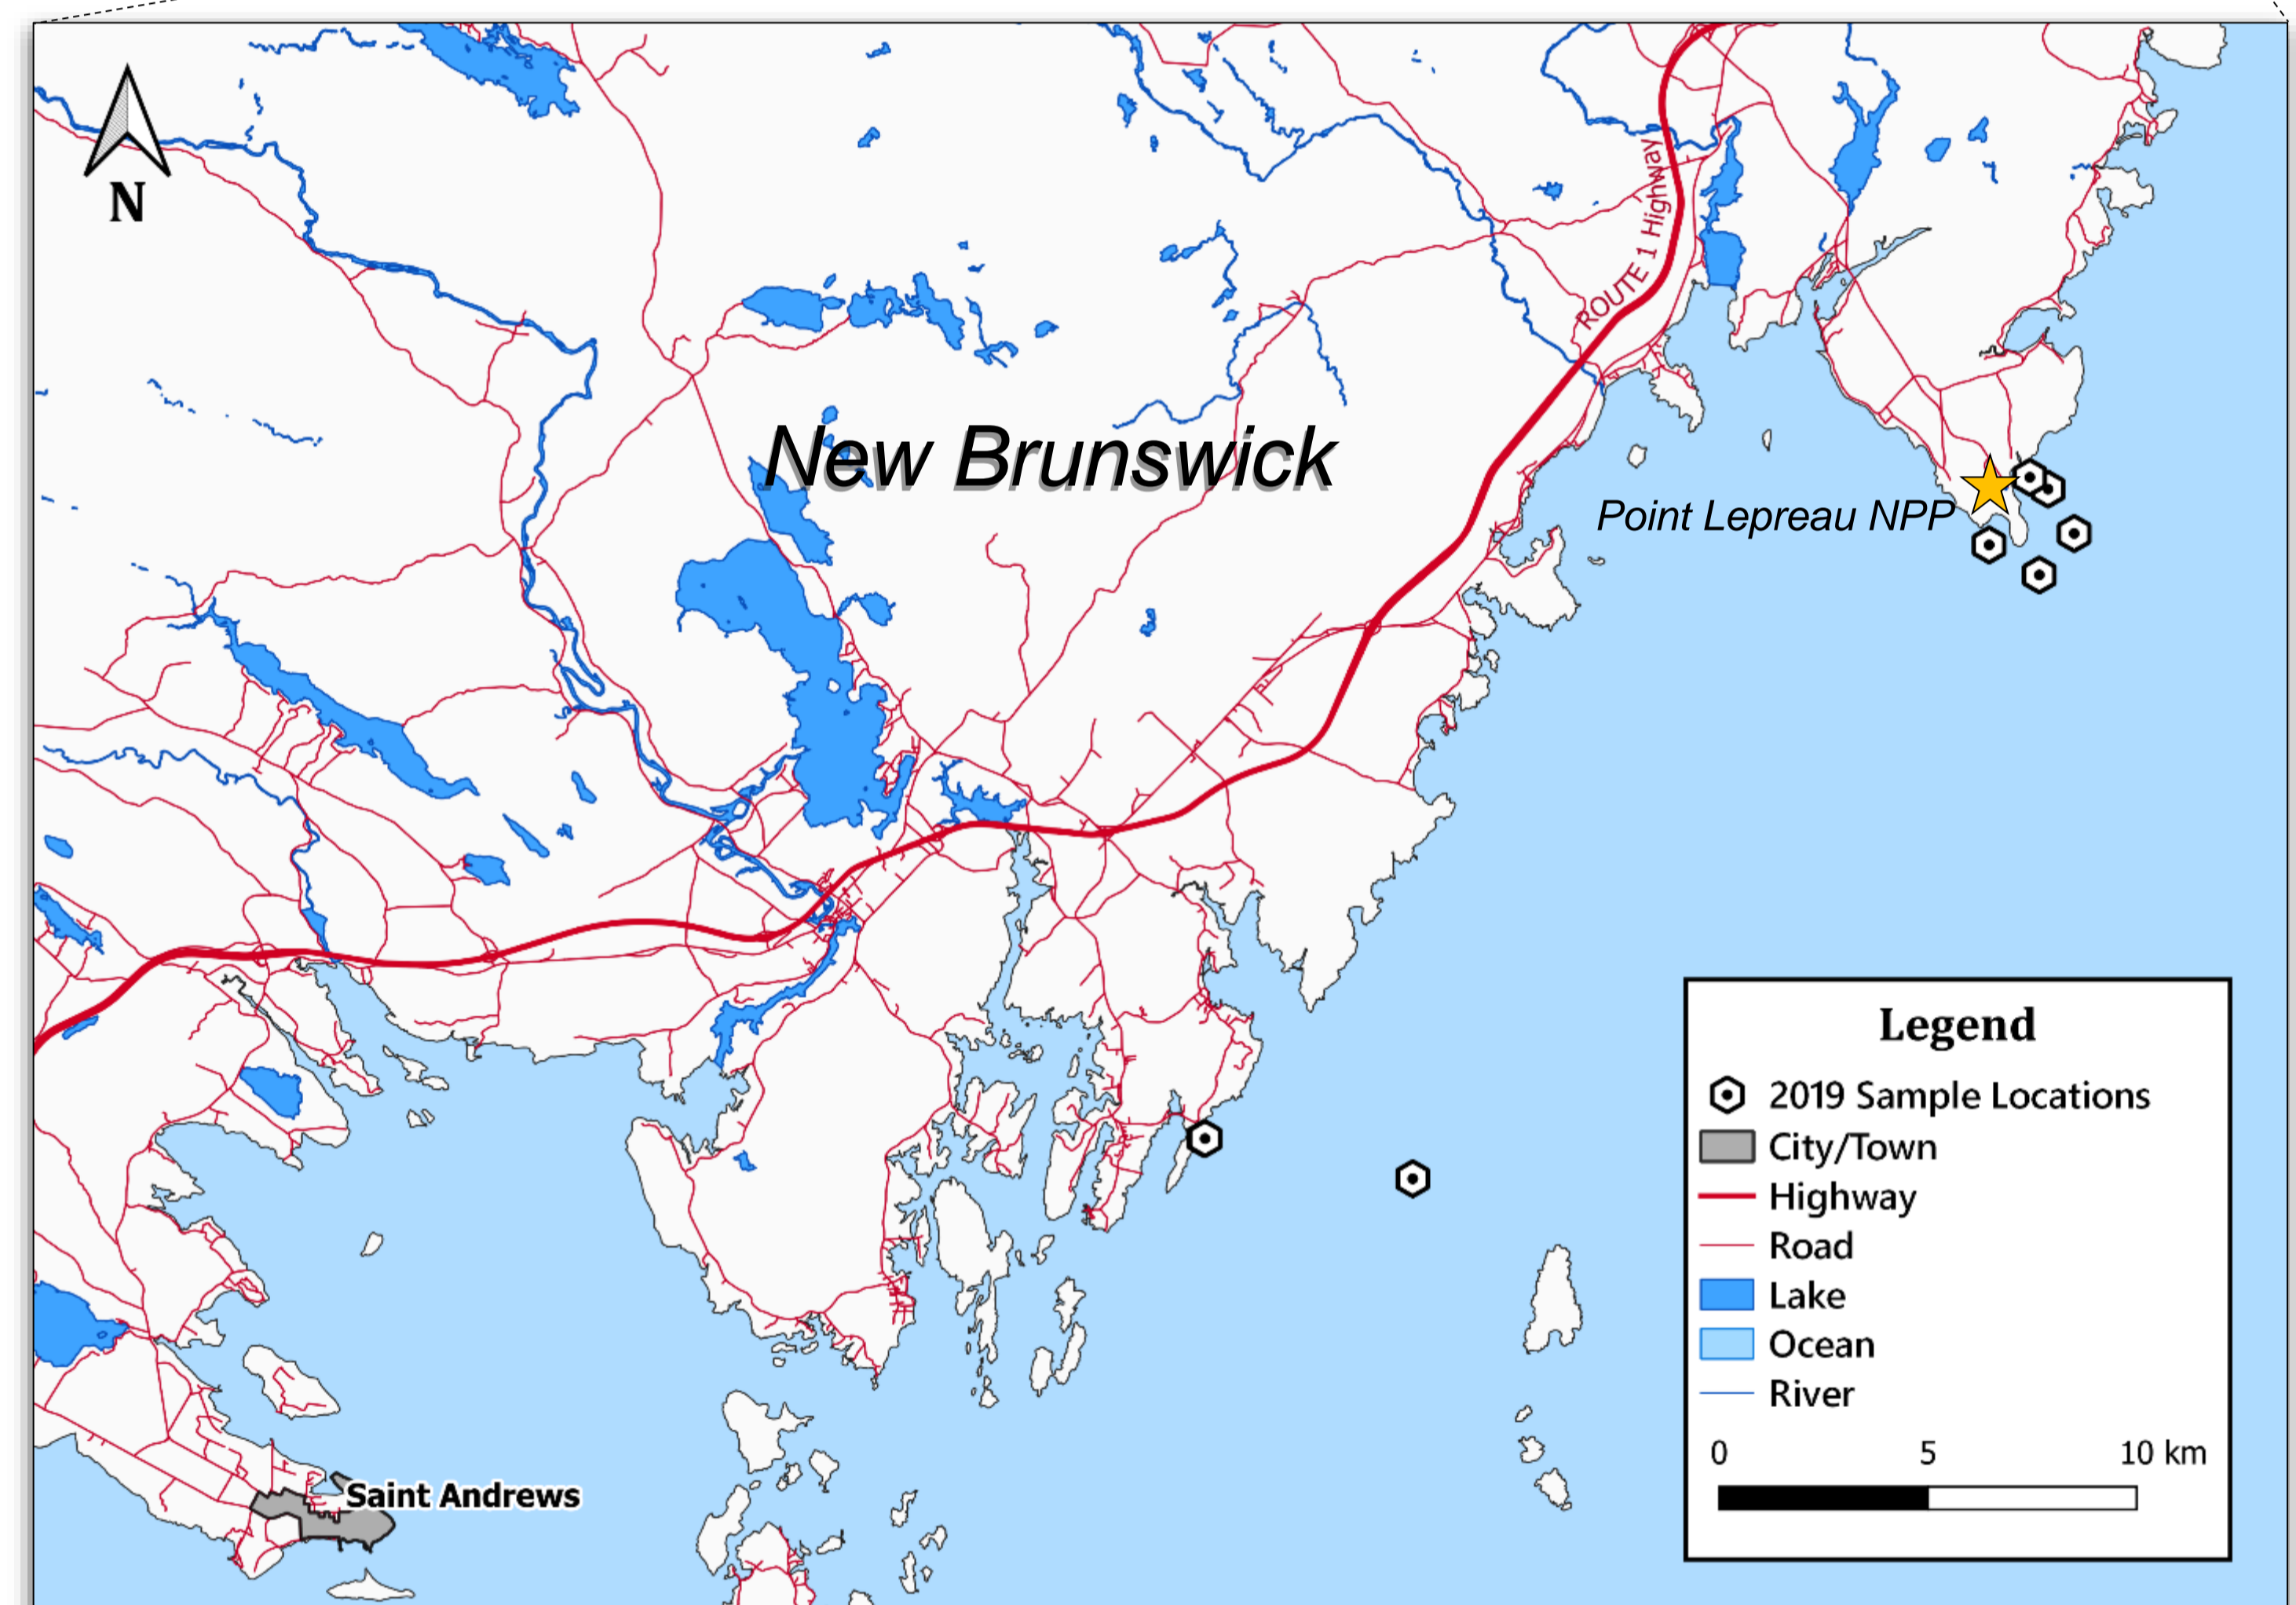 N
ROUTE 1 Highway
New Brunswick
Point Lepreau NPP
Legend
2019 Sample Locations
City/Town
Highway
Road
Lake
Ocean
River
0 5 10 km
Saint Andrews